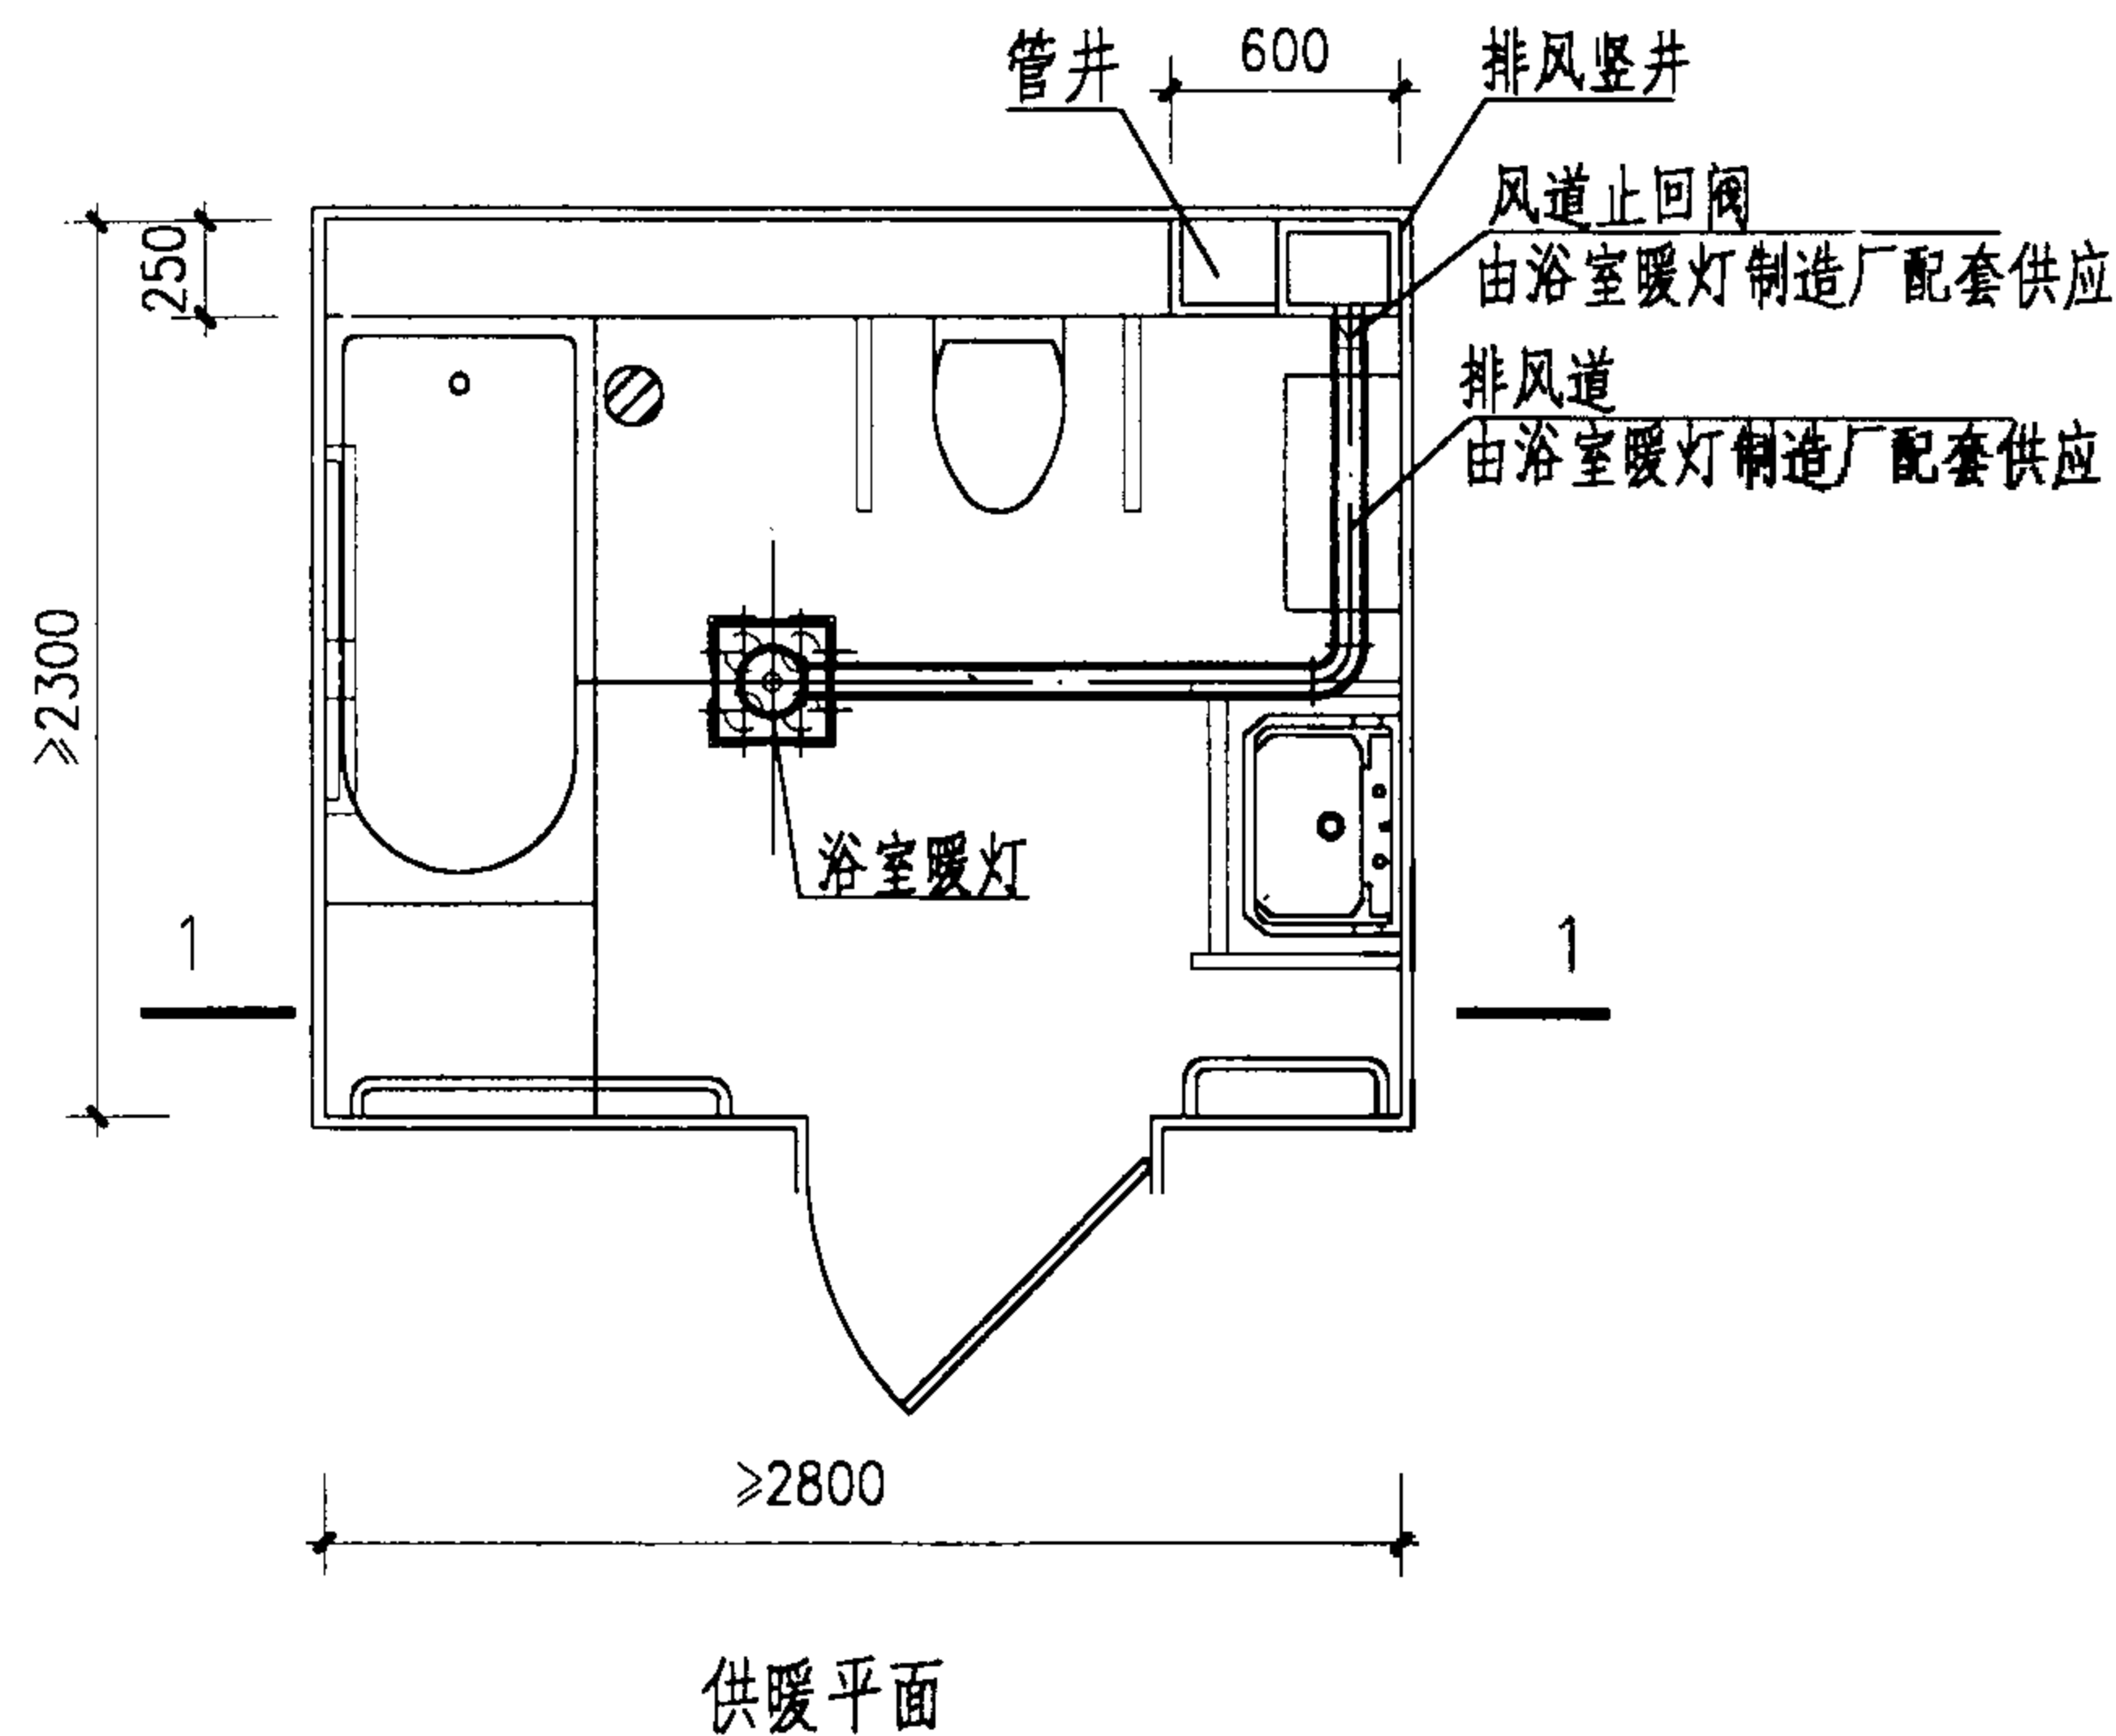 管井
600
排风竖井
风道止回阀
由浴室暖灯制造厂配套供应
250
排风道
由浴室暖灯制造厂配套供应
≥2300
浴室暖灯
1
1
≥2800
供暖平面